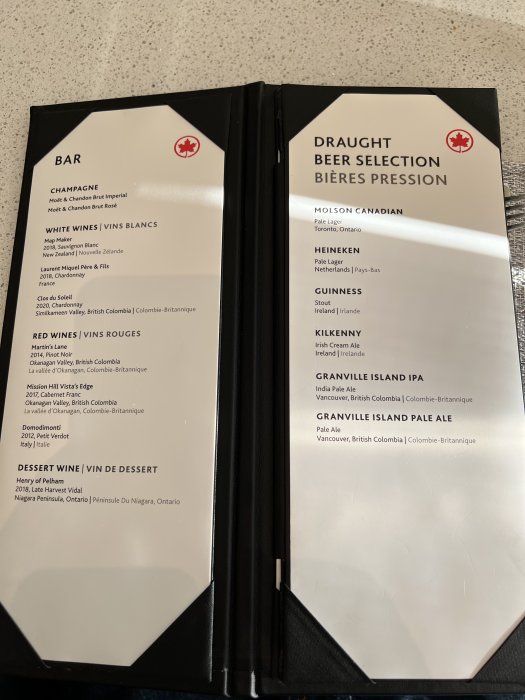 BAR
CHAMPAGNE
Moët & Chandon Brut Imperial
Moët & Chandon Brut Rosé
WHITE WINES | VINS BLANCS
Map Maker
2018, Sauvignon Blanc
New Zealand | Nouvelle Zélande
Laurent Miquel Père & Fils
2018, Chardonnay
France
Clos du Soleil
2020, Chardonnay
Similkameen Valley, British Colombia | Colombie-Britannique
RED WINES | VINS ROUGES
Martin's Lane
2014, Pinot Noir
Okanagan Valley, British Colombia
La vallée d'Okanagan, Colombie-Britannique
Mission Hill Vista's Edge
2017, Cabernet Franc
Okanagan Valley, British Colombia
La vallée d'Okanagan, Colombie-Britannique
Domodimonti
2012, Petit Verdot
Italy | Italie
DESSERT WINE | VIN DE DESSERT
Henry of Pelham
2018, Late Harvest Vidal
Niagara Peninsula, Ontario | Péninsule Du Niagara, Ontario
DRAUGHT
BEER SELECTION
BIÈRES PRESSION
MOLSON CANADIAN
Pale Lager
Toronto, Ontario
HEINEKEN
Pale Lager
Netherlands | Pays-Bas
GUINNESS
Stout
Ireland | Irlande
KILKENNY
Irish Cream Ale
Ireland | Irelande
GRANVILLE ISLAND IPA
India Pale Ale
Vancouver, British Colombia | Colombie-Britannique
GRANVILLE ISLAND PALE ALE
Pale Ale
Vancouver, British Colombia | Colombie-Britannique